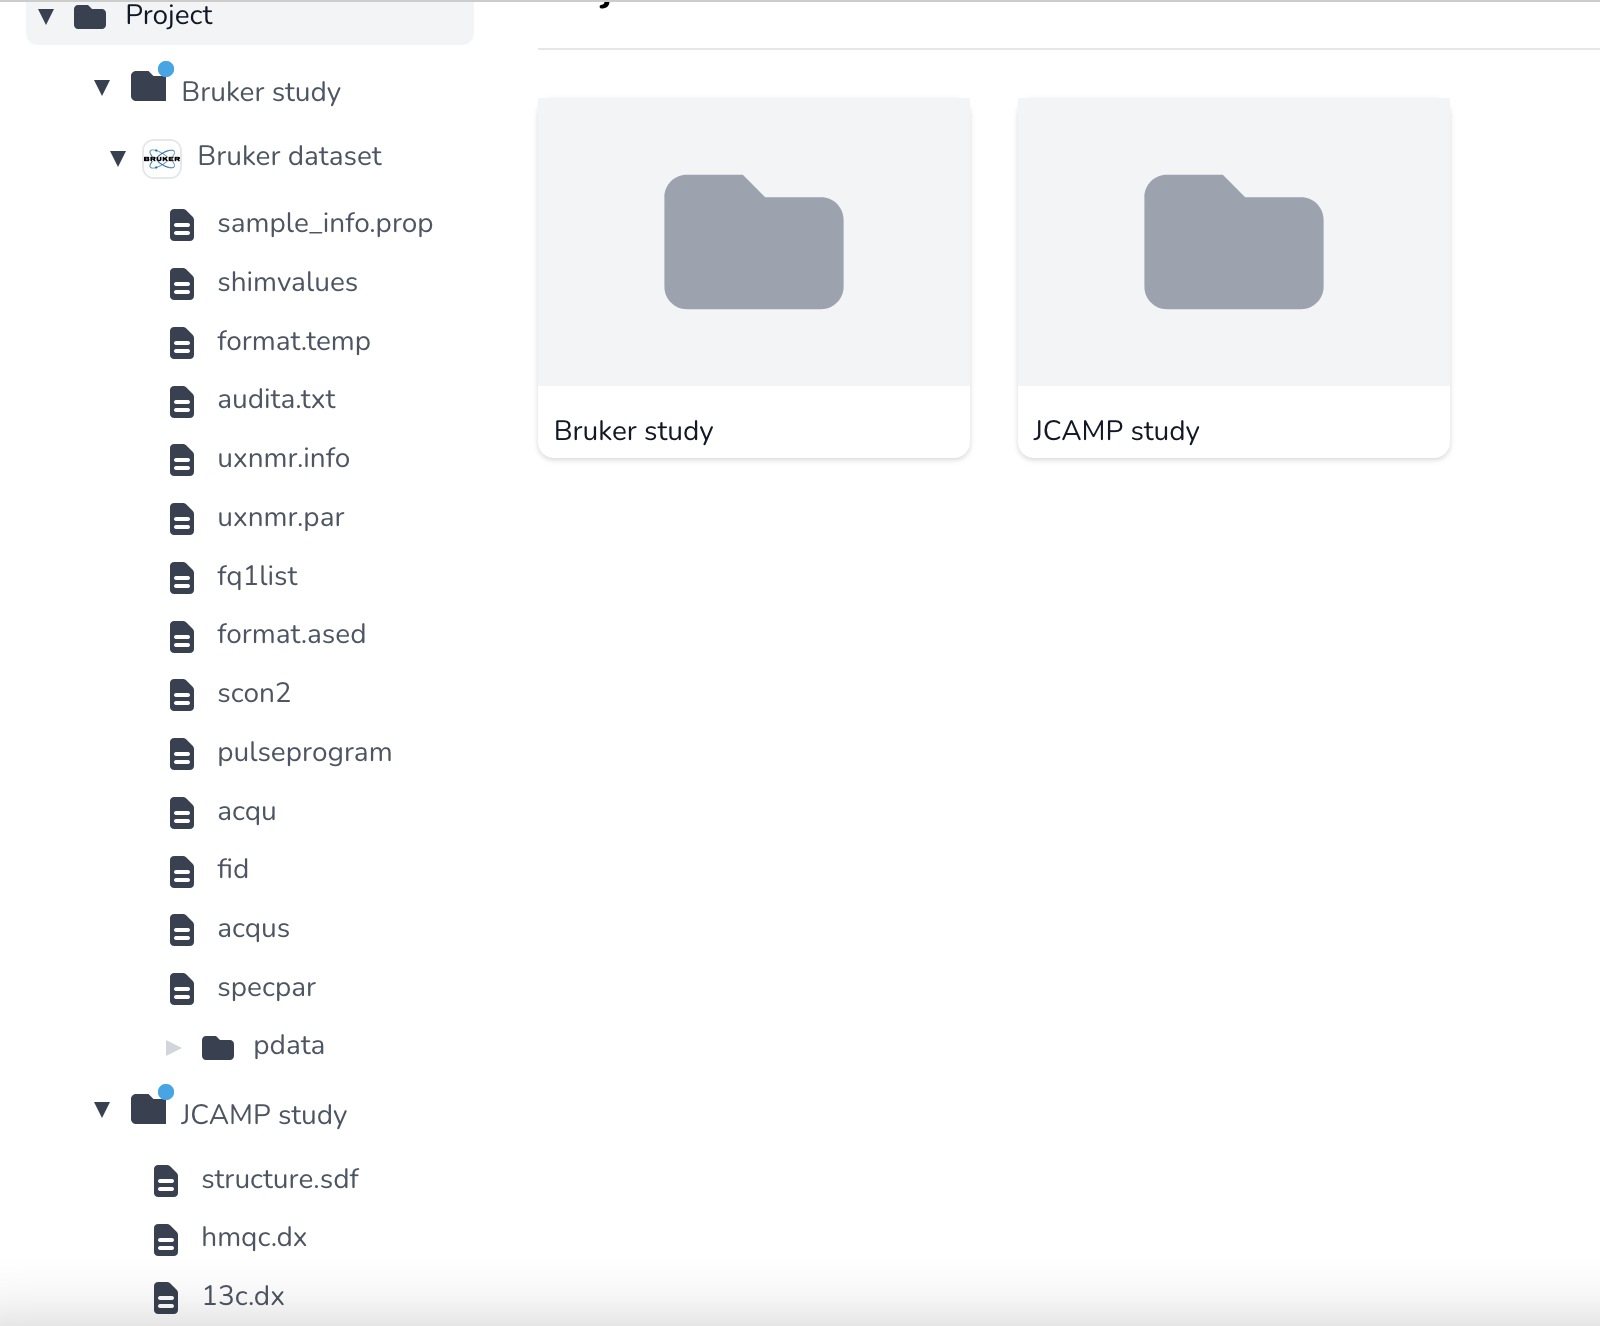 Project
Bruker study
BRUKER
Bruker dataset
sample_info.prop
shimvalues
format.temp
audita.txt
uxnmr.info
uxnmr.par
fq1list
format.ased
scon2
pulseprogram
acqu
fid
acqus
specpar
pdata
JCAMP study
structure.sdf
hmqc.dx
13c.dx
Bruker study
JCAMP study